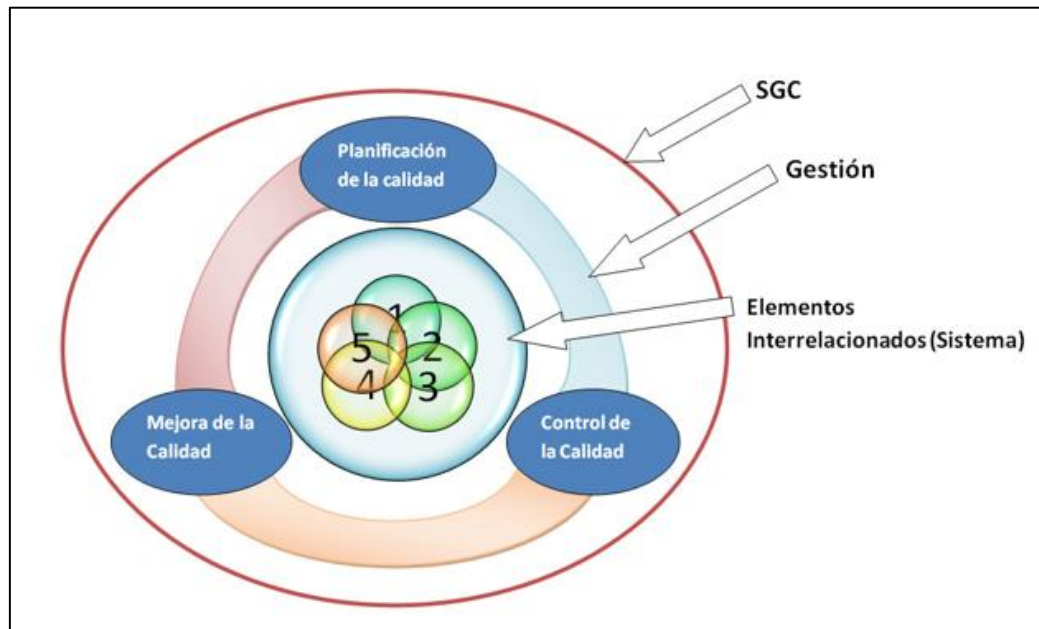 SGC
Planificación
de la calidad
Gestión
1
5
2
4
3
Elementos
Interrelacionados (Sistema)
Mejora de la
Calidad
Control de
la Calidad